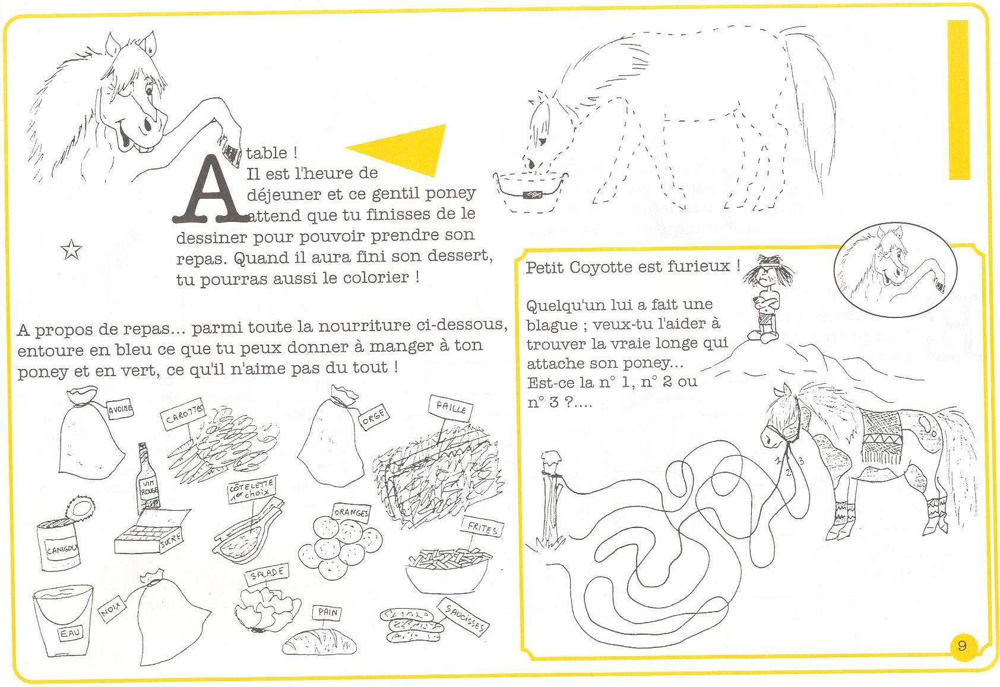 A table !
Il est l'heure de
déjeuner et ce gentil poney
attend que tu finisses de le
dessiner pour pouvoir prendre son
repas. Quand il aura fini son dessert,
tu pourras aussi le colorier !
A propos de repas... parmi toute la nourriture ci-dessous,
entoure en bleu ce que tu peux donner à manger à ton
poney et en vert, ce qu'il n'aime pas du tout !
AVOINE
CAROTTES
ORGE
PAILLE
VIN
ROUGE
CÔTELETTE
1er choix
ORANGES
FRITES
CANIGOU
SUCRE
SALADE
EAU
NOIX
PAIN
SAUCISSES
Petit Coyotte est furieux !
Quelqu'un lui a fait une
blague ; veux-tu l'aider à
trouver la vraie longe qui
attache son poney...
Est-ce la n° 1, n° 2 ou
n° 3 ?....
1
2
3
9